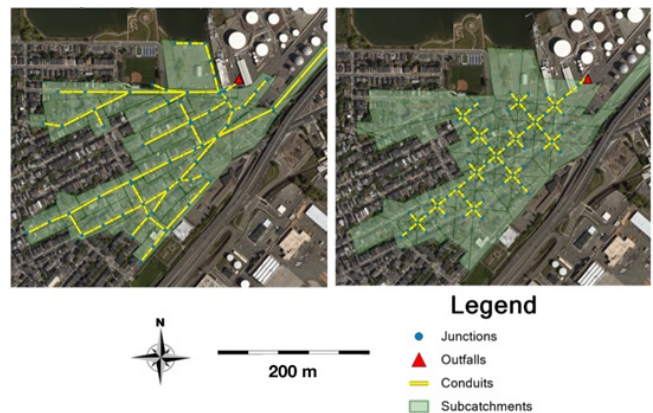 Legend
N
Junctions
Outfalls
200 m
Conduits
Subcatchments